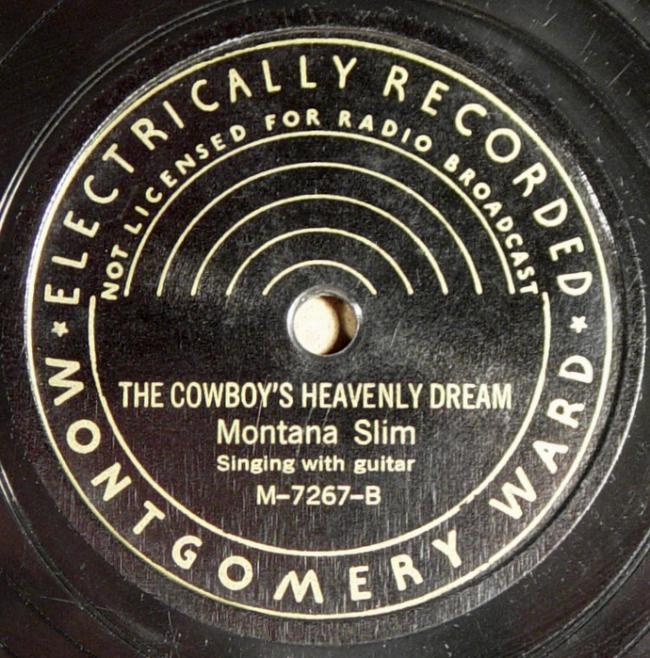 ELECTRICALLY RECORDED
NOT LICENSED FOR RADIO BROADCAST
THE COWBOY'S HEAVENLY DREAM
Montana Slim
Singing with guitar
M-7267-B
MONTGOMERY WARD